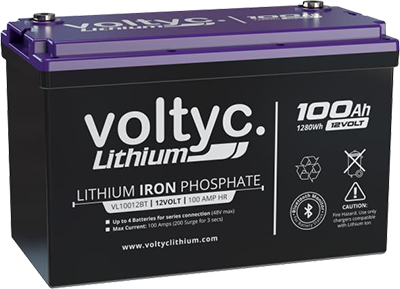 voltyc.
Lithium
100Ah
1280Wh 12VOLT
LITHIUM IRON PHOSPHATE
VL10012BT | 12VOLT | 100 AMP HR
Up to 4 Batteries for series connection (48V max)
Max Current: 100 Amps (200 Surge for 3 secs)
www.voltyclithium.com
Bluetooth Monitoring
CAUTION:
Fire Hazard. Use only
chargers compatible
with Lithium Ion.